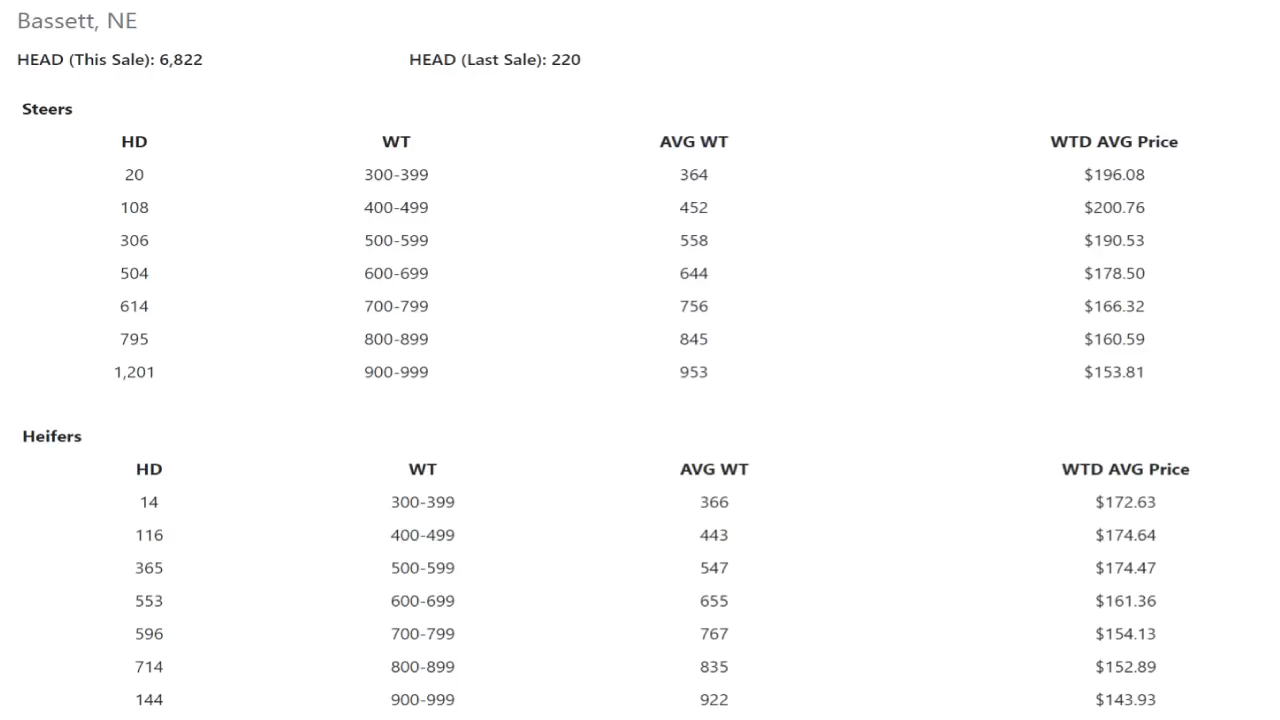 Bassett, NE
HEAD (This Sale): 6,822 HEAD (Last Sale): 220
Steers
HD WT AVG WT WTD AVG Price
20 300-399 364 $196.08
108 400-499 452 $200.76
306 500-599 558 $190.53
504 600-699 644 $178.50
614 700-799 756 $166.32
795 800-899 845 $160.59
1,201 900-999 953 $153.81
Heifers
HD WT AVG WT WTD AVG Price
14 300-399 366 $172.63
116 400-499 443 $174.64
365 500-599 547 $174.47
553 600-699 655 $161.36
596 700-799 767 $154.13
714 800-899 835 $152.89
144 900-999 922 $143.93